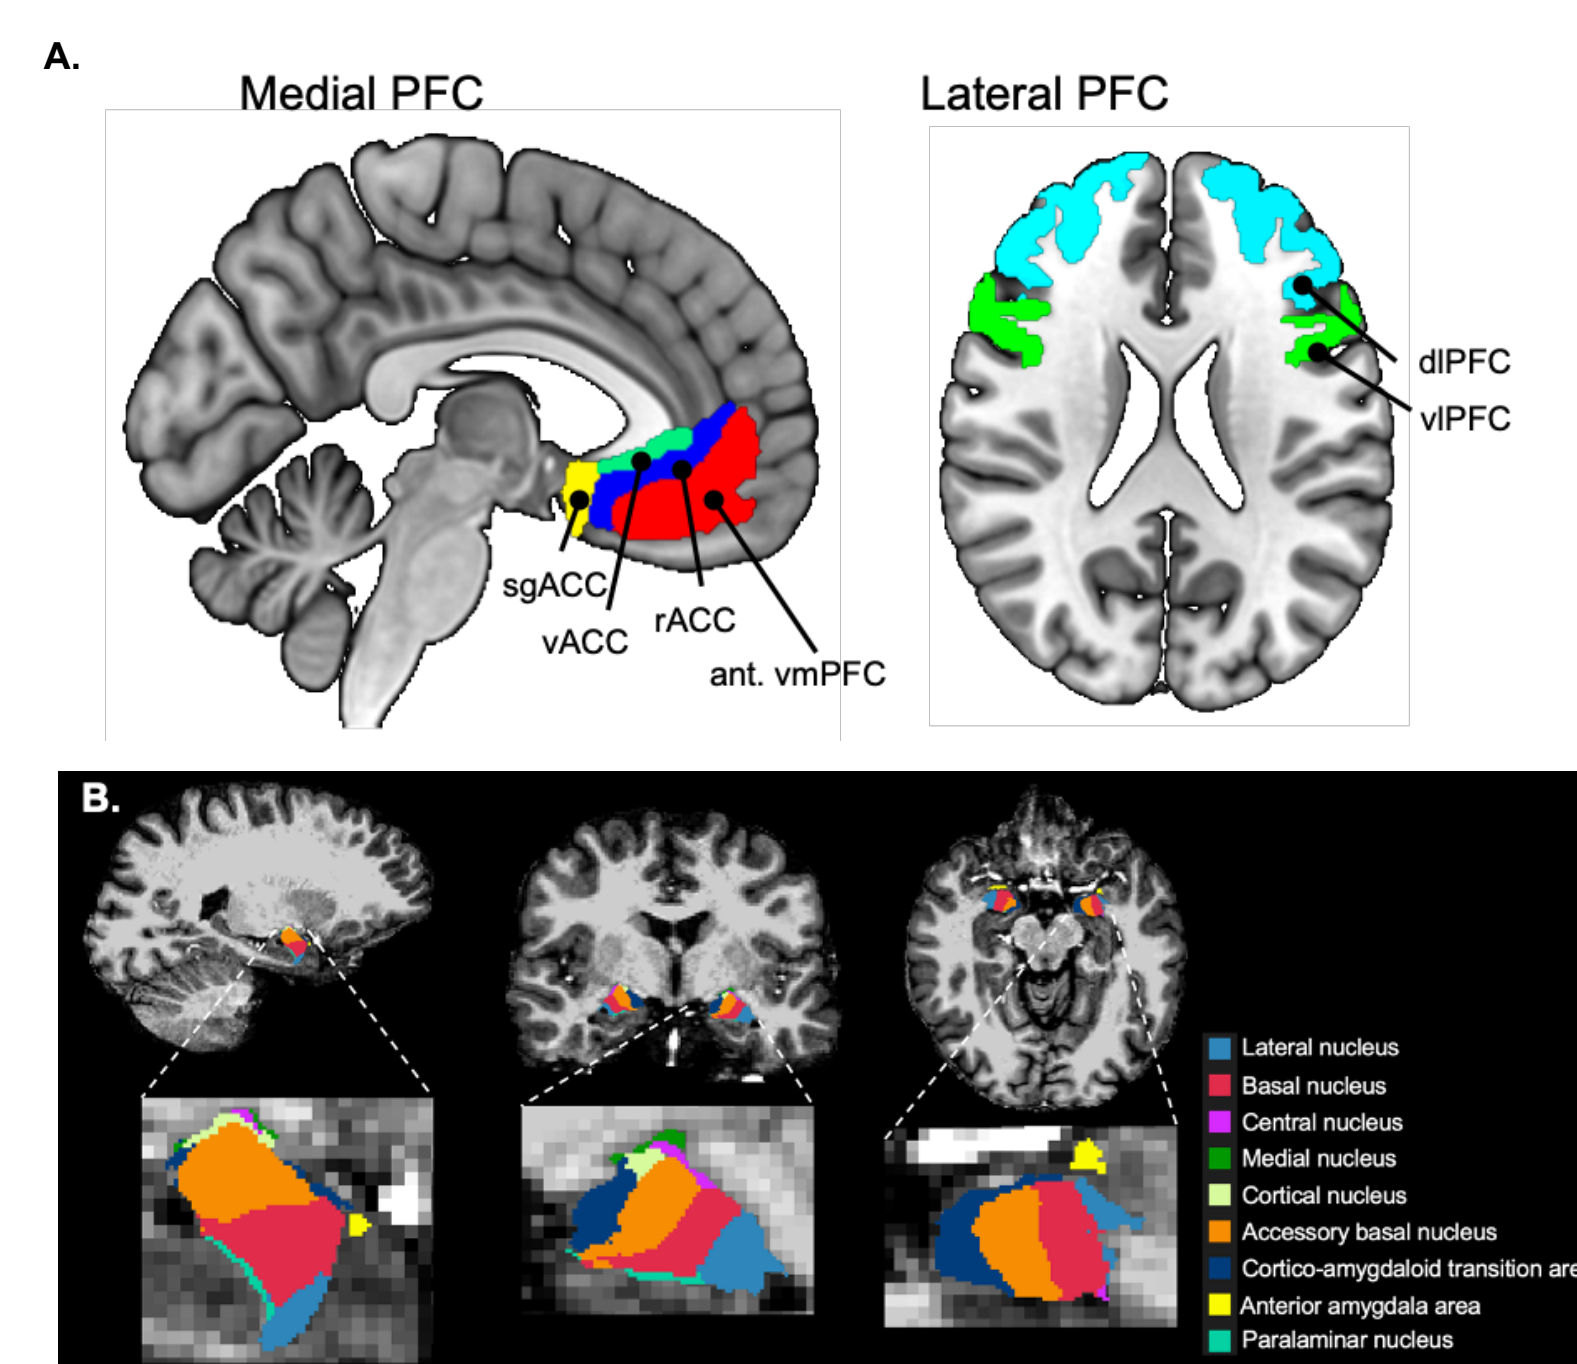 A.
Medial PFC
Lateral PFC
dlPFC
vlPFC
sgACC
rACC
vACC
ant. vmPFC
B.
Lateral nucleus
Basal nucleus
Central nucleus
Medial nucleus
Cortical nucleus
Accessory basal nucleus
Cortico-amygdaloid transition are
Anterior amygdala area
Paralaminar nucleus